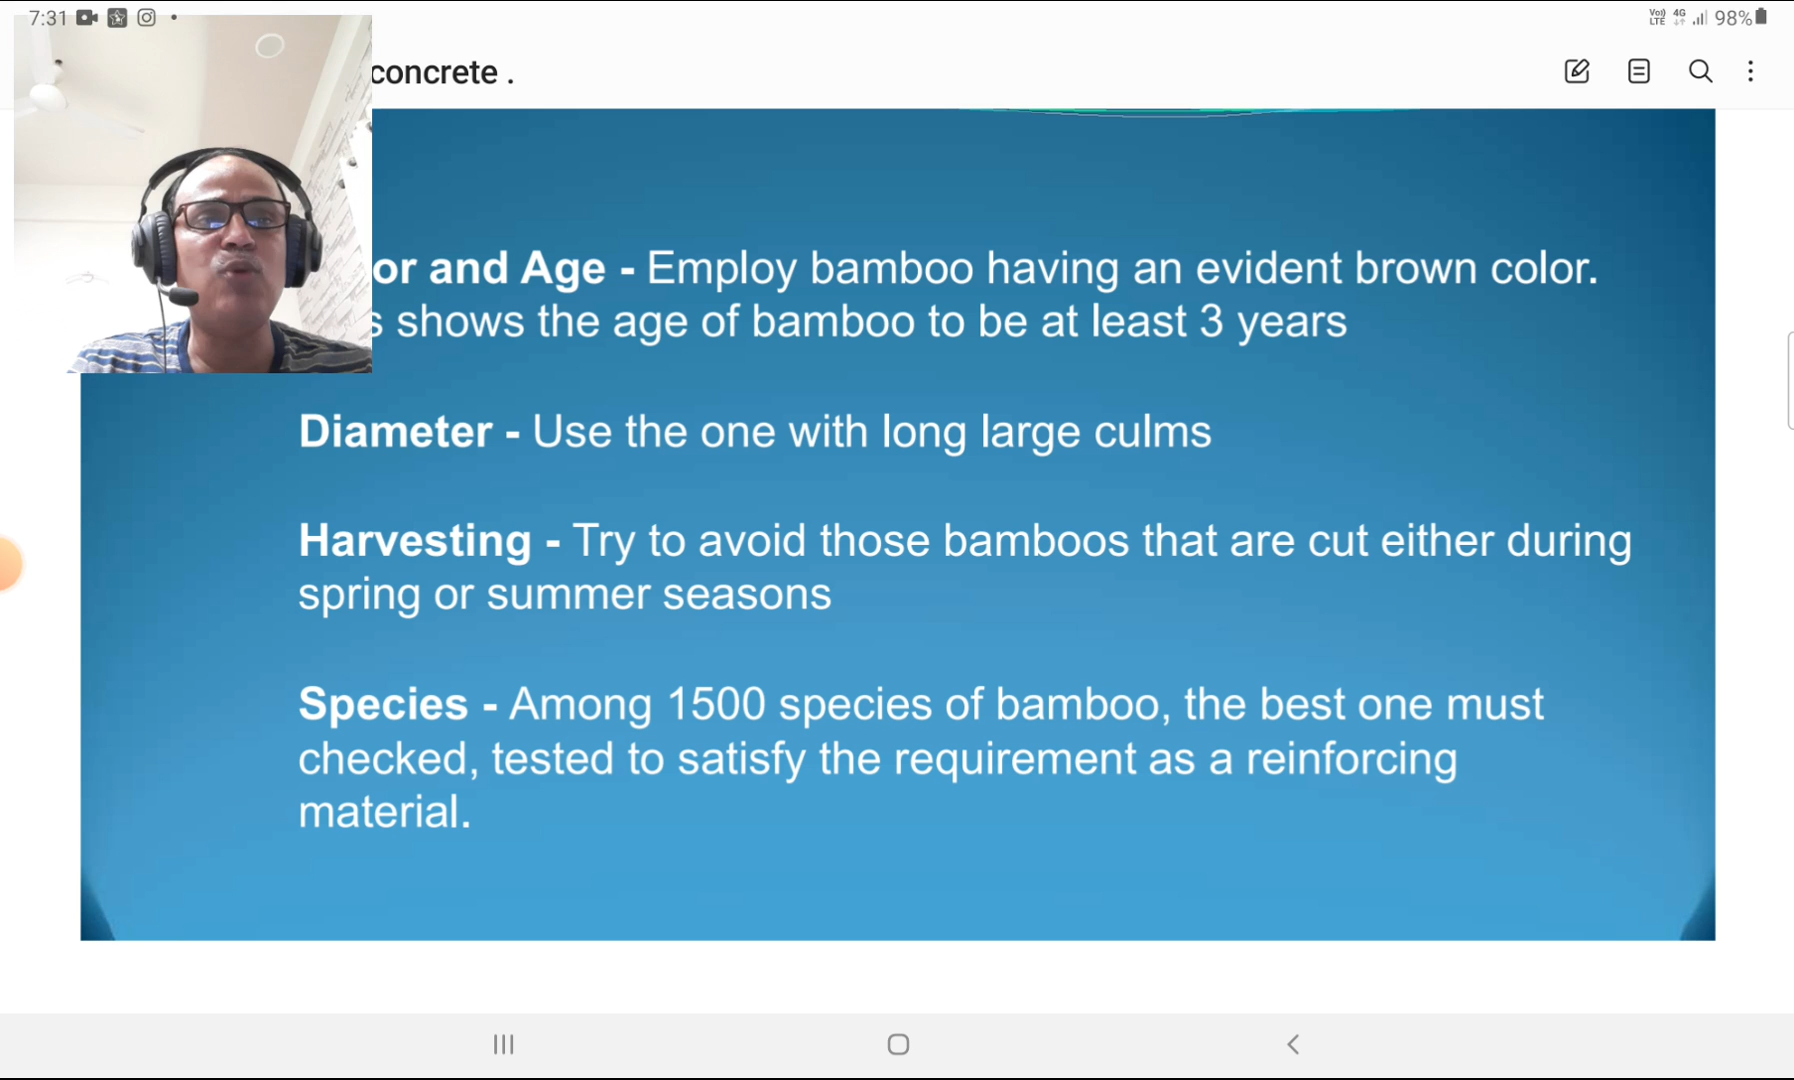 7:31
Vo)) LTE 4G 98%
concrete .
or and Age - Employ bamboo having an evident brown color.
s shows the age of bamboo to be at least 3 years
Diameter - Use the one with long large culms
Harvesting - Try to avoid those bamboos that are cut either during
spring or summer seasons
Species - Among 1500 species of bamboo, the best one must
checked, tested to satisfy the requirement as a reinforcing
material.